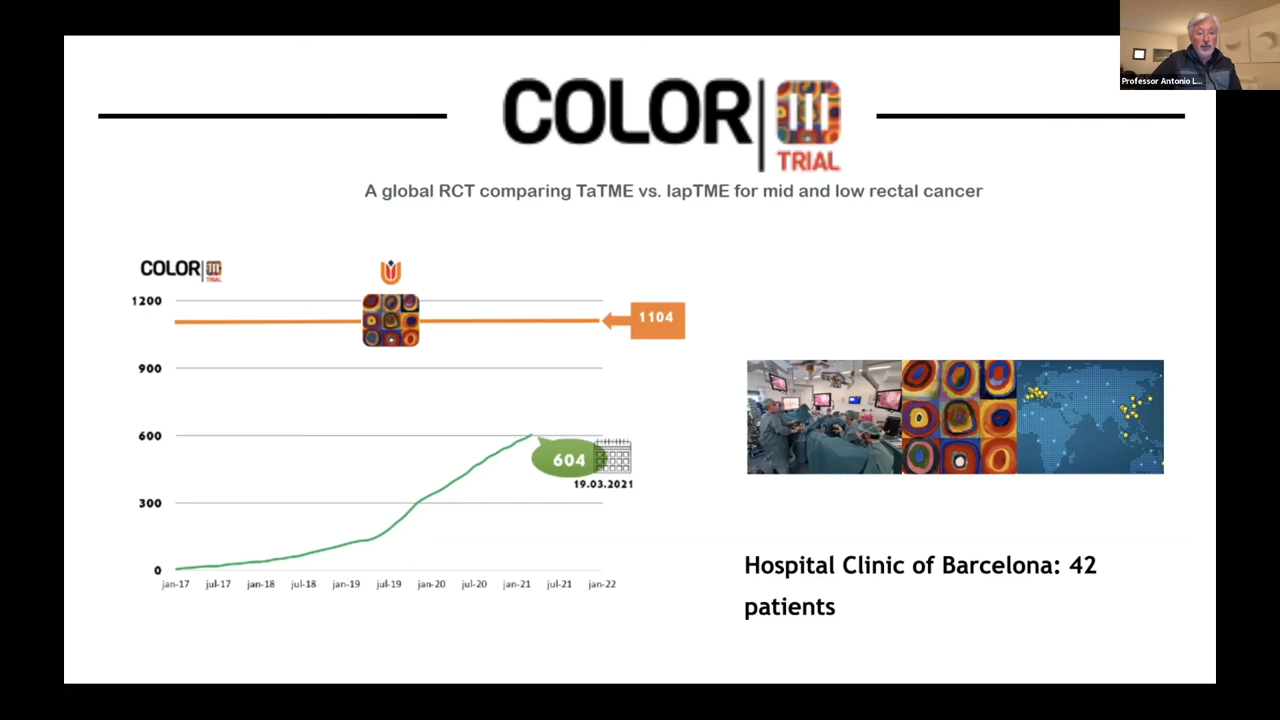 Professor Antonio L...
COLOR III
TRIAL
A global RCT comparing TaTME vs. lapTME for mid and low rectal cancer
COLOR III
TRIAL
1200
1104
900
600
604
19.03.2021
300
0
jan-17 jul-17 jan-18 jul-18 jan-19 jul-19 jan-20 jul-20 jan-21 jul-21 jan-22
Hospital Clinic of Barcelona: 42
patients